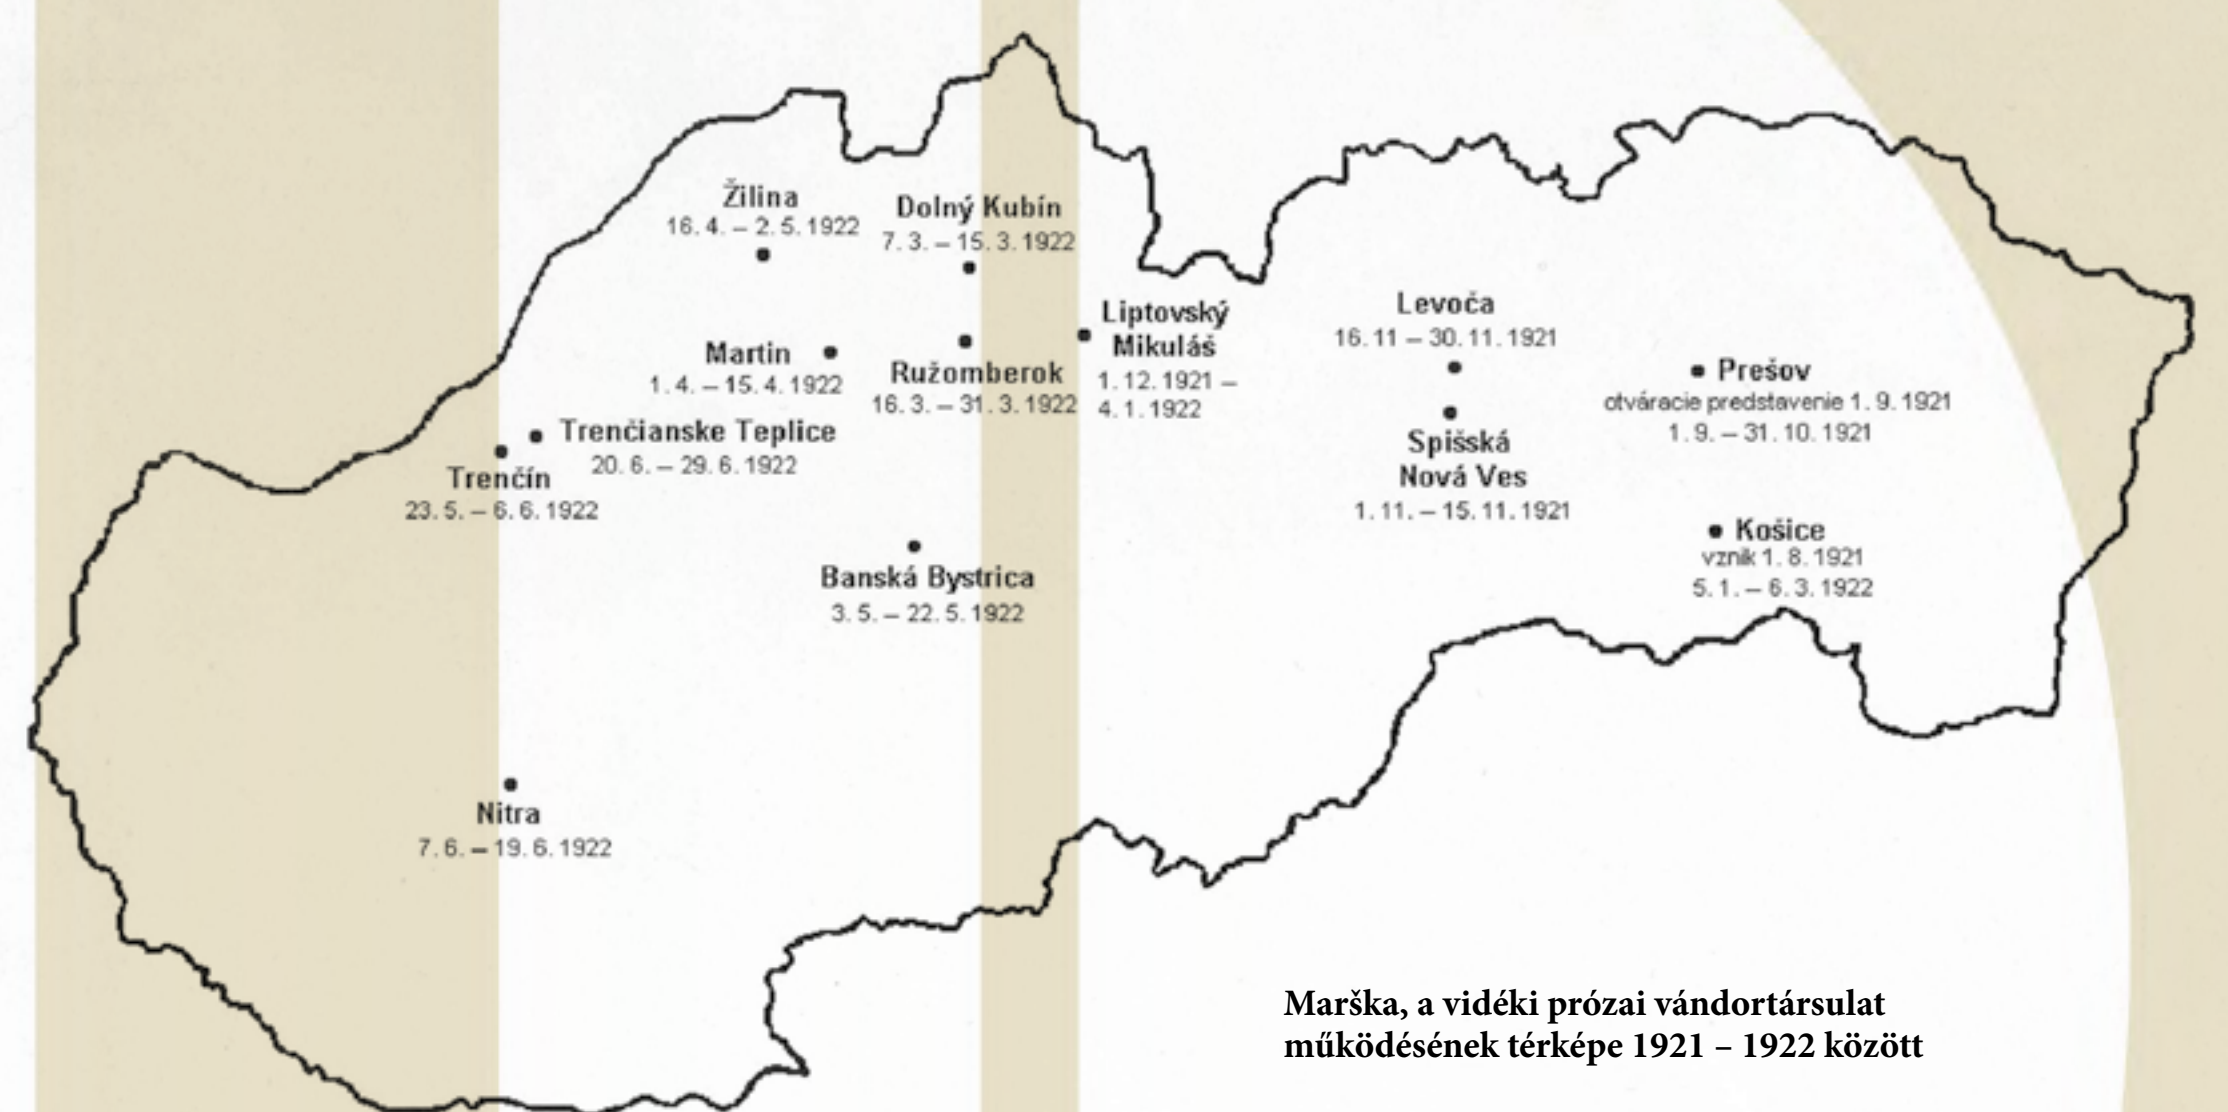 Žilina
16. 4. – 2. 5. 1922
Dolný Kubín
7. 3. – 15. 3. 1922
Liptovský
Mikuláš
1. 12. 1921 –
4. 1. 1922
Levoča
16. 11 – 30. 11. 1921
Martin
1. 4. – 15. 4. 1922
Ružomberok
16. 3. – 31. 3. 1922
Prešov
otváracie predstavenie 1. 9. 1921
1. 9. – 31. 10. 1921
Trenčianske Teplice
20. 6. – 29. 6. 1922
Trenčín
23. 5. – 6. 6. 1922
Spišská
Nová Ves
1. 11. – 15. 11. 1921
Košice
vznik 1. 8. 1921
5. 1. – 6. 3. 1922
Banská Bystrica
3. 5. – 22. 5. 1922
Nitra
7. 6. – 19. 6. 1922
Marška, a vidéki prózai vándortársulat
működésének térképe 1921 – 1922 között